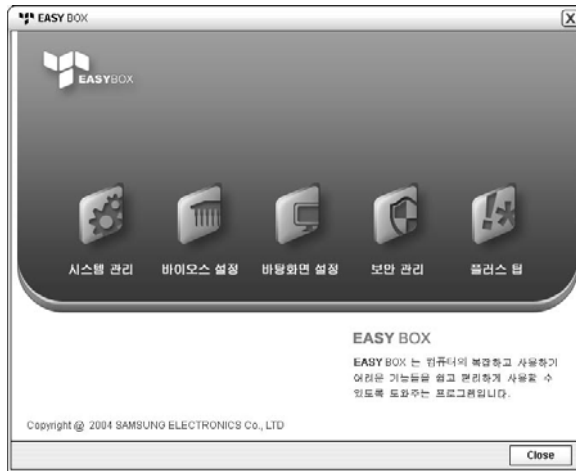 EASY BOX
EASYBOX
시스템 관리
바이오스 설정
바탕화면 설정
보안 관리
플러스 팁
EASY BOX
EASY BOX 는 컴퓨터의 복잡하고 사용하기
어려운 기능들을 쉽고 편리하게 사용할 수
있도록 도와주는 프로그램입니다.
Copyright @ 2004 SAMSUNG ELECTRONICS Co., LTD
Close